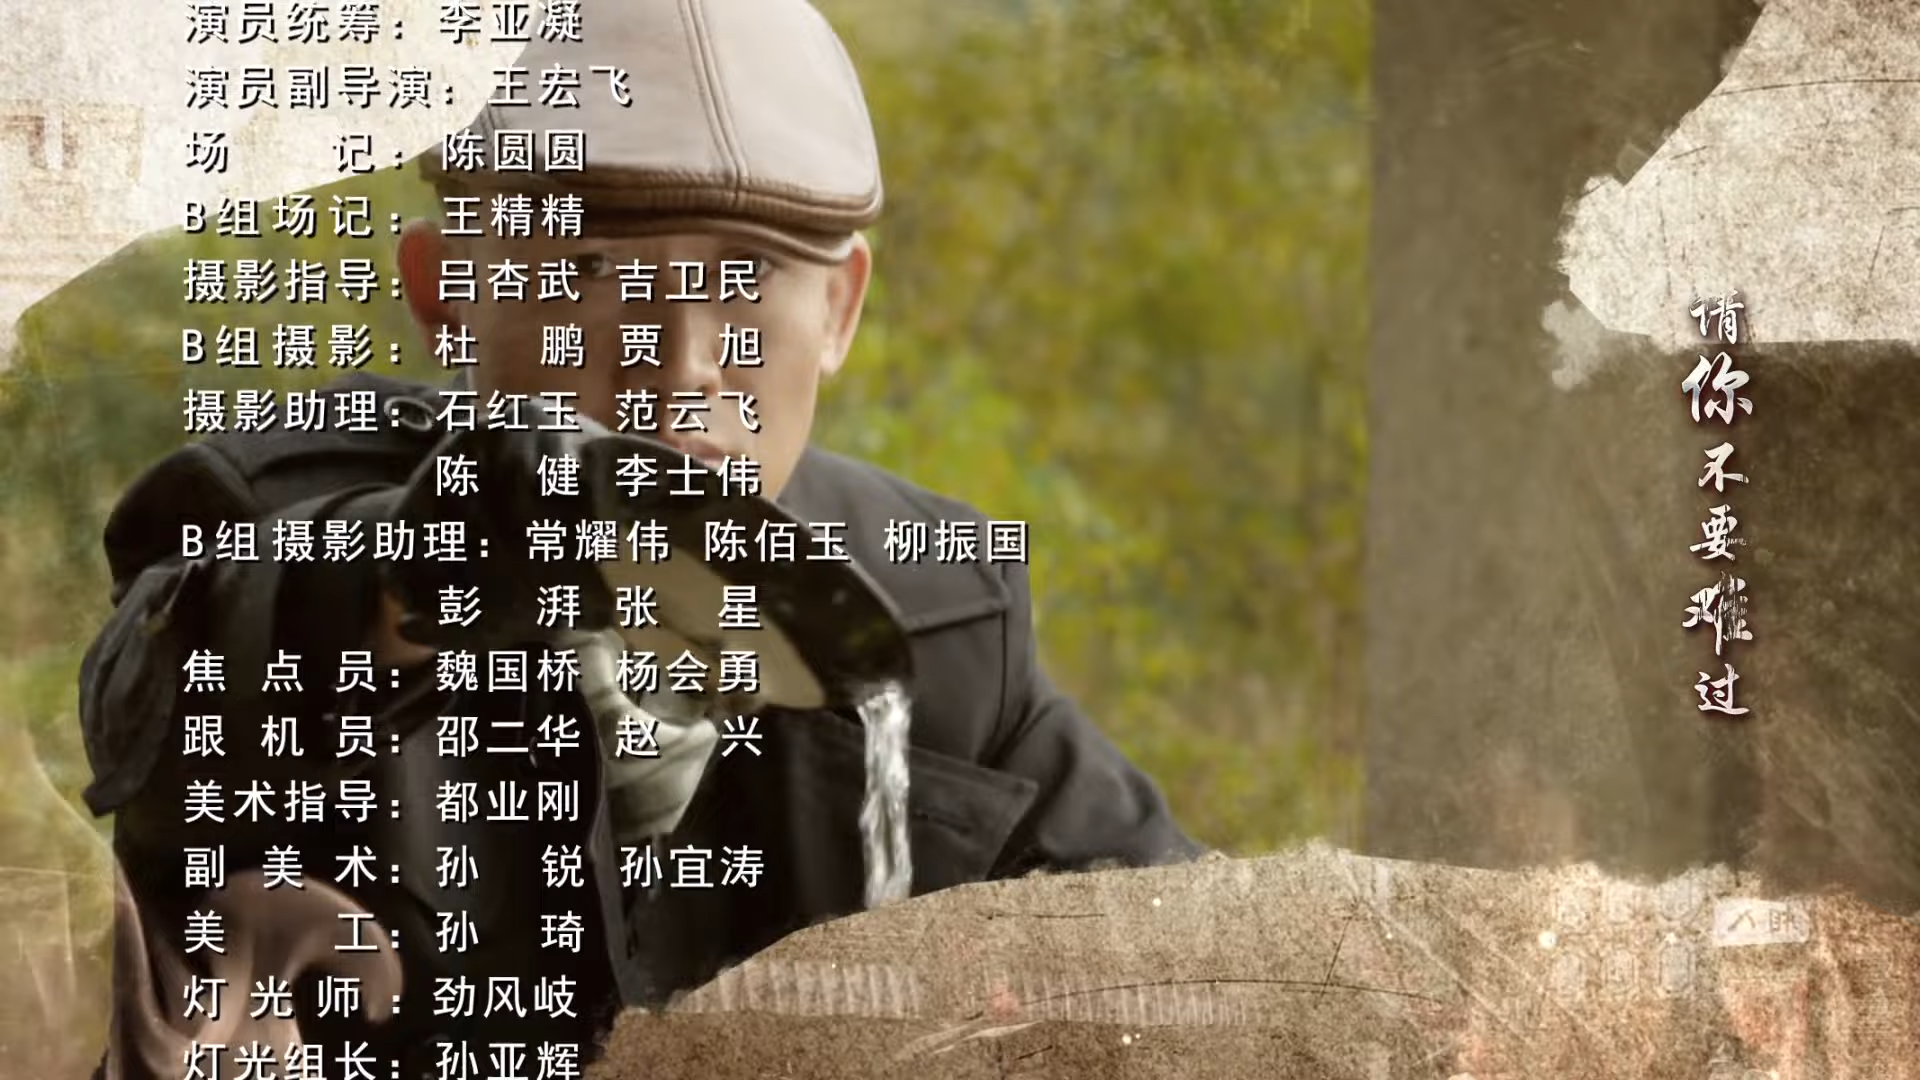 演员统筹：李亚凝
演员副导演：王宏飞
场记：陈圆圆
B组场记：王精精
摄影指导：吕杏武 吉卫民
B组摄影：杜鹏 贾旭
摄影助理：石红玉 范云飞
陈健 李士伟
B组摄影助理：常耀伟 陈佰玉 柳振国
彭湃 张星
焦点员：魏国桥 杨会勇
跟机员：邵二华 赵兴
美术指导：都业刚
副美术：孙锐 孙宜涛
美工：孙琦
灯光师：劲风岐
灯光组长：孙亚辉
请你不要难过